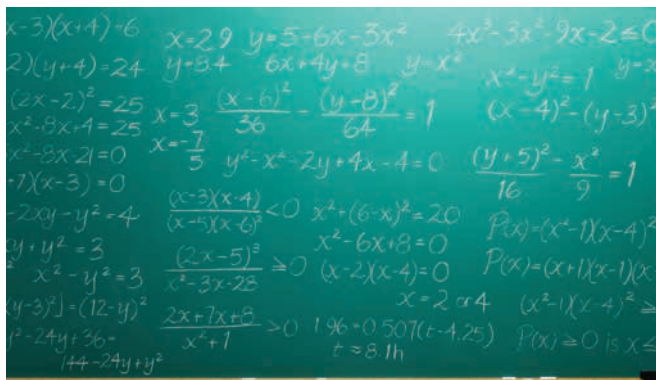 x-3)(x+4)=6
2)(y+4)=24
(2x-2)²=25
x²-8x+4=25
x²-8x-21=0
-7)(x-3)=0
-2xy-y²=4
xy+y²=3
x²-y²=3
(y-3)²]=(12-y)²
y²-24y+36=
144-24y+y²
x=29 y=5-6x-3x²
y=84 6x+4y+8 y=x²
x=3 (x-6)²/36 - (y-8)²/64 = 1
x=-7/5
y²-x²-2y+4x-4=0
(x-3)(x-4)/(x-5)(x-6)² <0
(2x-5)³/x²-3x-28 ≥0
2x+7x+8/x²+1 >0
x²+(6-x)²=20
x²-6x+8=0
(x-2)(x-4)=0
x=2 or 4
1.96=0.507(t-4.25)
t≈8.1h
4x³-3x²-9x-2≤0
x²-y²=1 y=x
(x-4)²-(y-3)²
(y+5)²/16 - x²/9 = 1
P(x)=(x²-1)(x-4)²
P(x)=(x+1)(x-1)(x-
(x²-1)(x-4)²≥
P(x)≥0 is x≤